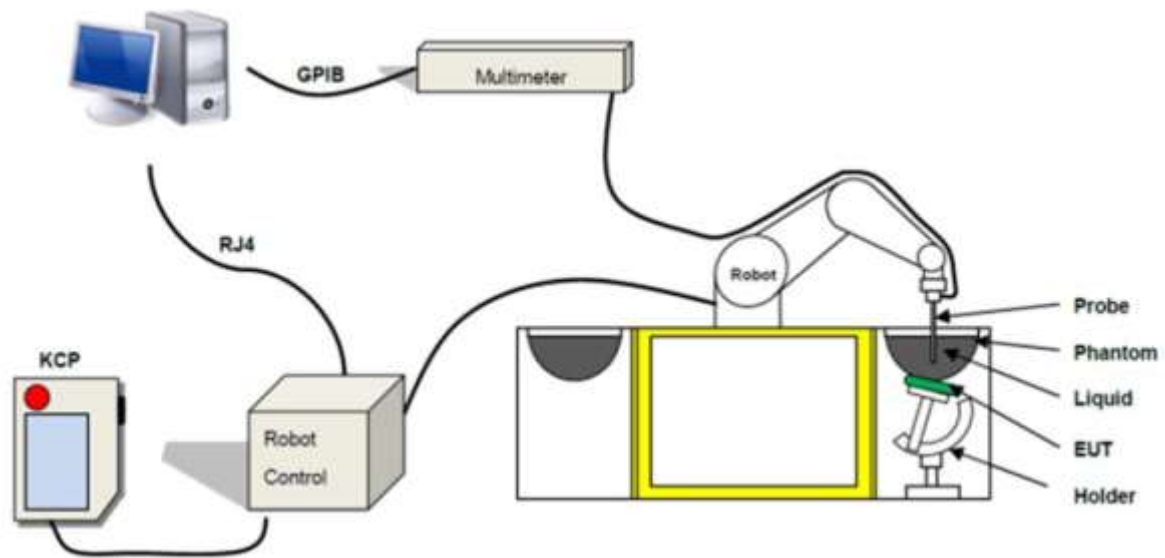 GPIB
Multimeter
RJ4
Robot
KCP
Robot
Control
Probe
Phantom
Liquid
EUT
Holder